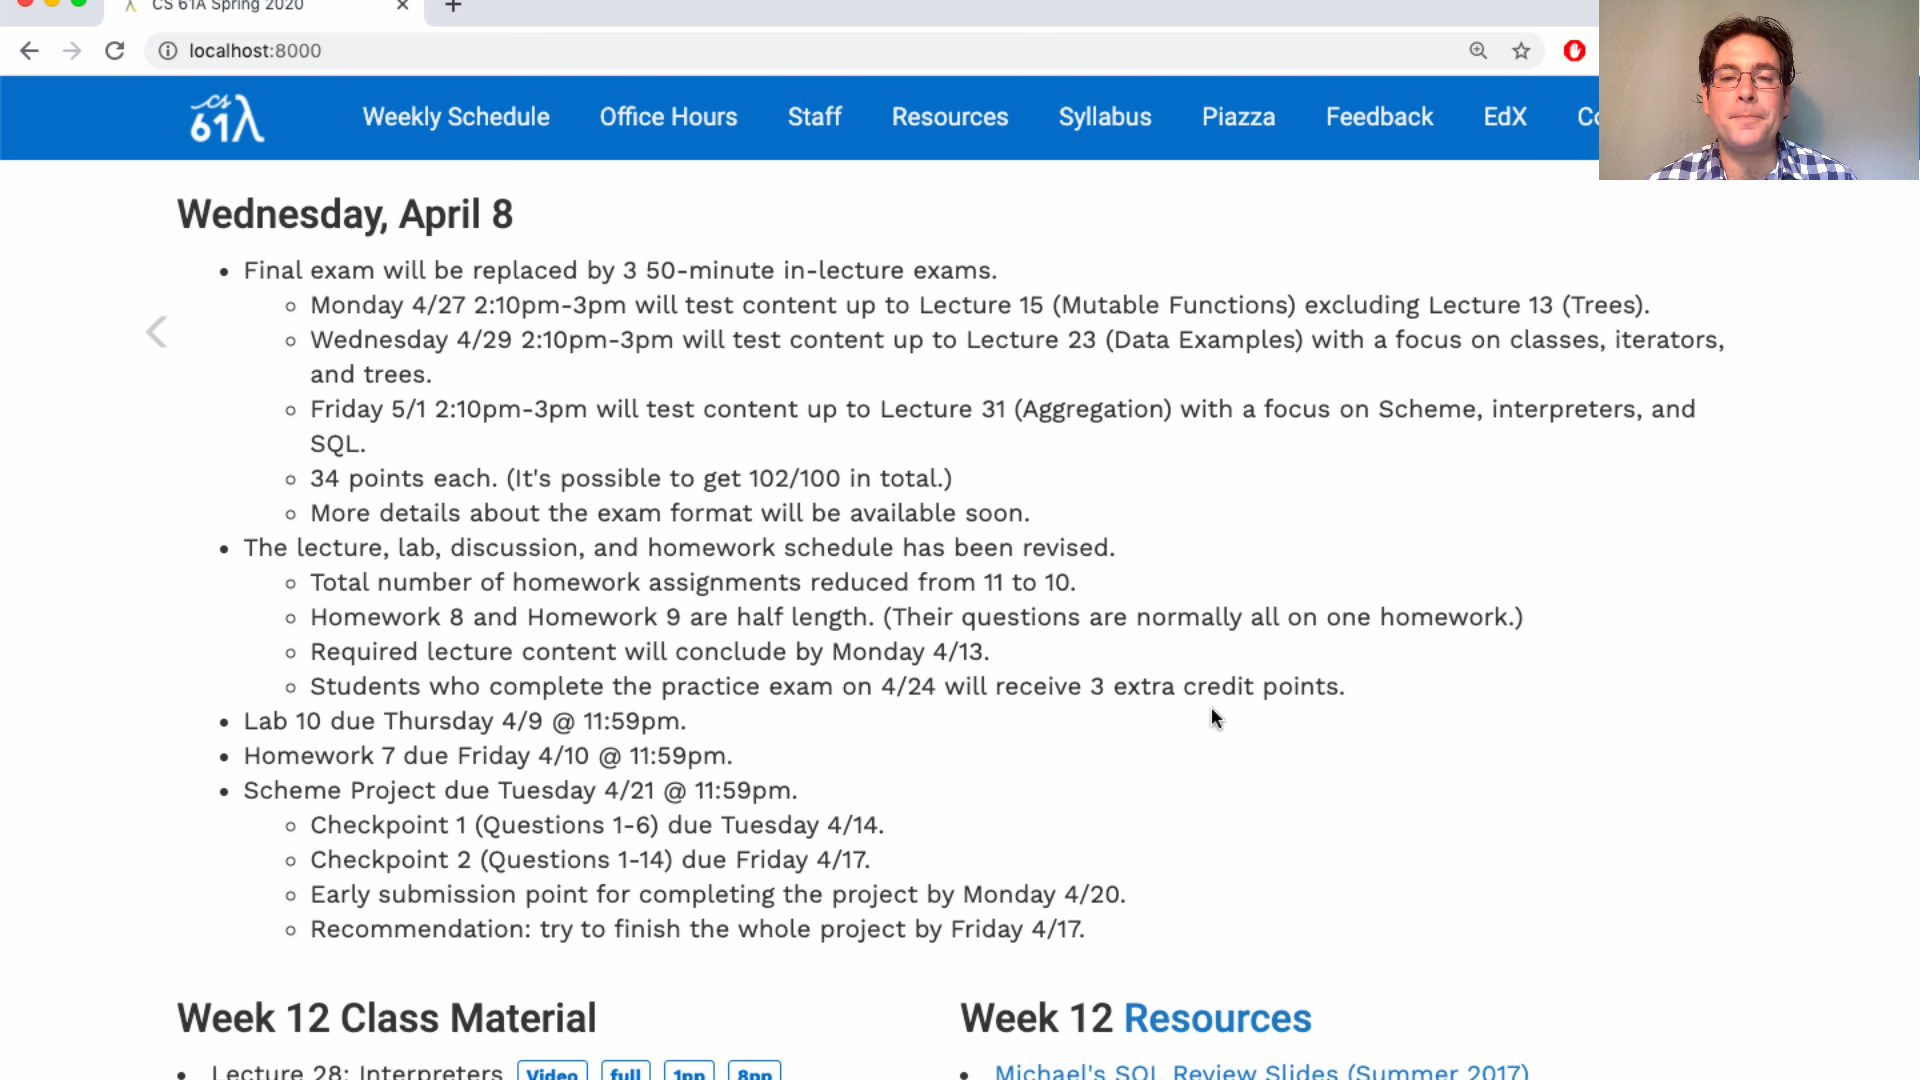 CS 61A Spring 2020
localhost:8000
cs
61λ
Weekly Schedule Office Hours Staff Resources Syllabus Piazza Feedback EdX
Wednesday, April 8
• Final exam will be replaced by 3 50-minute in-lecture exams.
◦ Monday 4/27 2:10pm-3pm will test content up to Lecture 15 (Mutable Functions) excluding Lecture 13 (Trees).
◦ Wednesday 4/29 2:10pm-3pm will test content up to Lecture 23 (Data Examples) with a focus on classes, iterators,
and trees.
◦ Friday 5/1 2:10pm-3pm will test content up to Lecture 31 (Aggregation) with a focus on Scheme, interpreters, and
SQL.
◦ 34 points each. (It's possible to get 102/100 in total.)
◦ More details about the exam format will be available soon.
• The lecture, lab, discussion, and homework schedule has been revised.
◦ Total number of homework assignments reduced from 11 to 10.
◦ Homework 8 and Homework 9 are half length. (Their questions are normally all on one homework.)
◦ Required lecture content will conclude by Monday 4/13.
◦ Students who complete the practice exam on 4/24 will receive 3 extra credit points.
• Lab 10 due Thursday 4/9 @ 11:59pm.
• Homework 7 due Friday 4/10 @ 11:59pm.
• Scheme Project due Tuesday 4/21 @ 11:59pm.
◦ Checkpoint 1 (Questions 1-6) due Tuesday 4/14.
◦ Checkpoint 2 (Questions 1-14) due Friday 4/17.
◦ Early submission point for completing the project by Monday 4/20.
◦ Recommendation: try to finish the whole project by Friday 4/17.
Week 12 Class Material
• Lecture 28: Interpreters Video full 1pp 8pp
Week 12 Resources
• Michael's SQL Review Slides (Summer 2017)